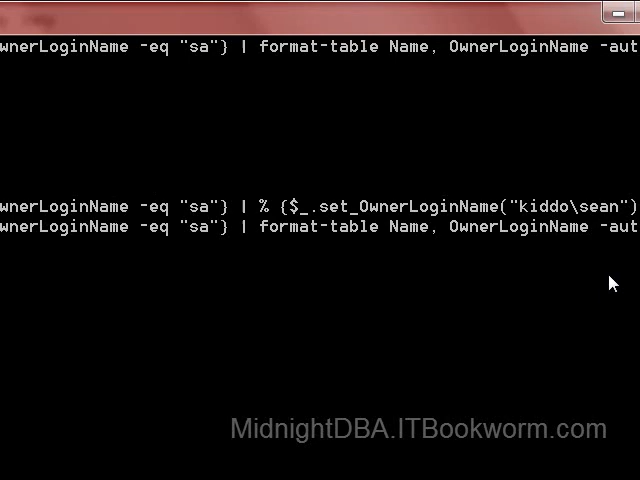 wnerLoginName -eq "sa"} | format-table Name, OwnerLoginName -aut
wnerLoginName -eq "sa"} | % {$_.set_OwnerLoginName("kiddo\sean")
wnerLoginName -eq "sa"} | format-table Name, OwnerLoginName -aut
MidnightDBA.ITBookworm.com